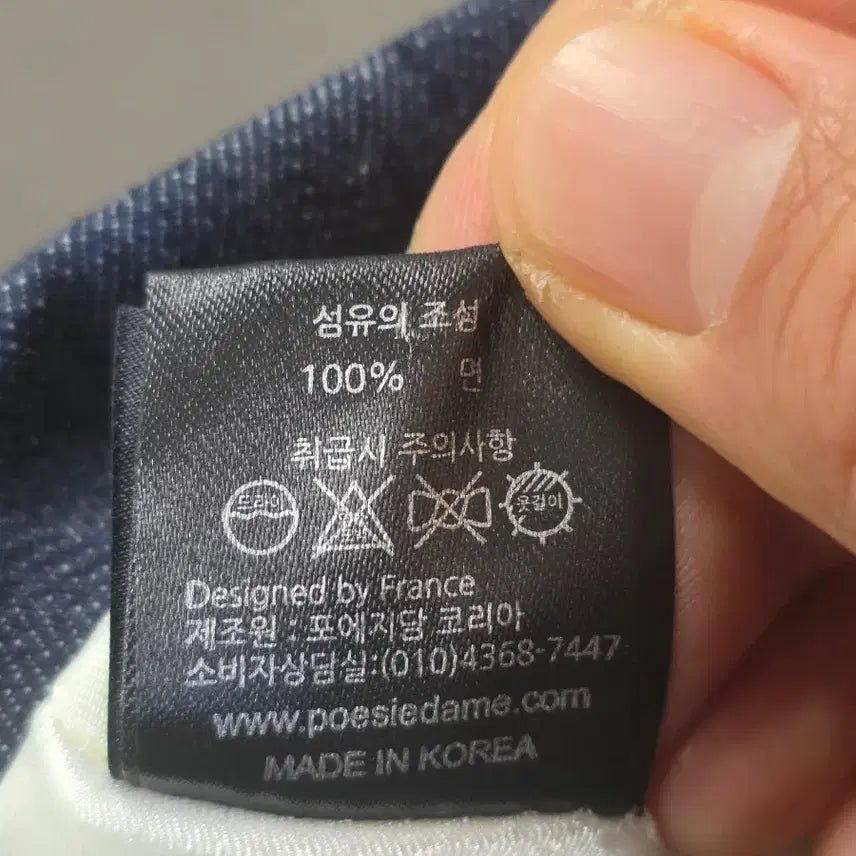 섬유의 조성
100% 면
취급시 주의사항
드라이 옷걸이
Designed by France
제조원 : 포에지담 코리아
소비자상담실:(010)4368-7447
www.poesiedame.com
MADE IN KOREA